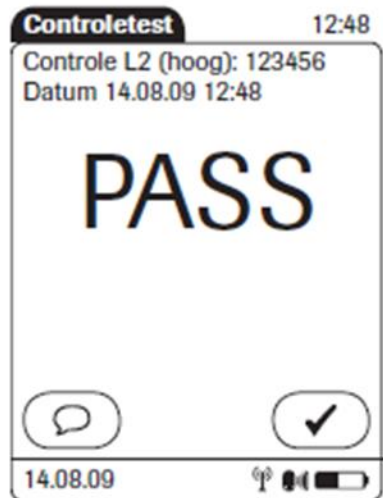 Controletest 12:48
Controle L2 (hoog): 123456
Datum 14.08.09 12:48
PASS
14.08.09